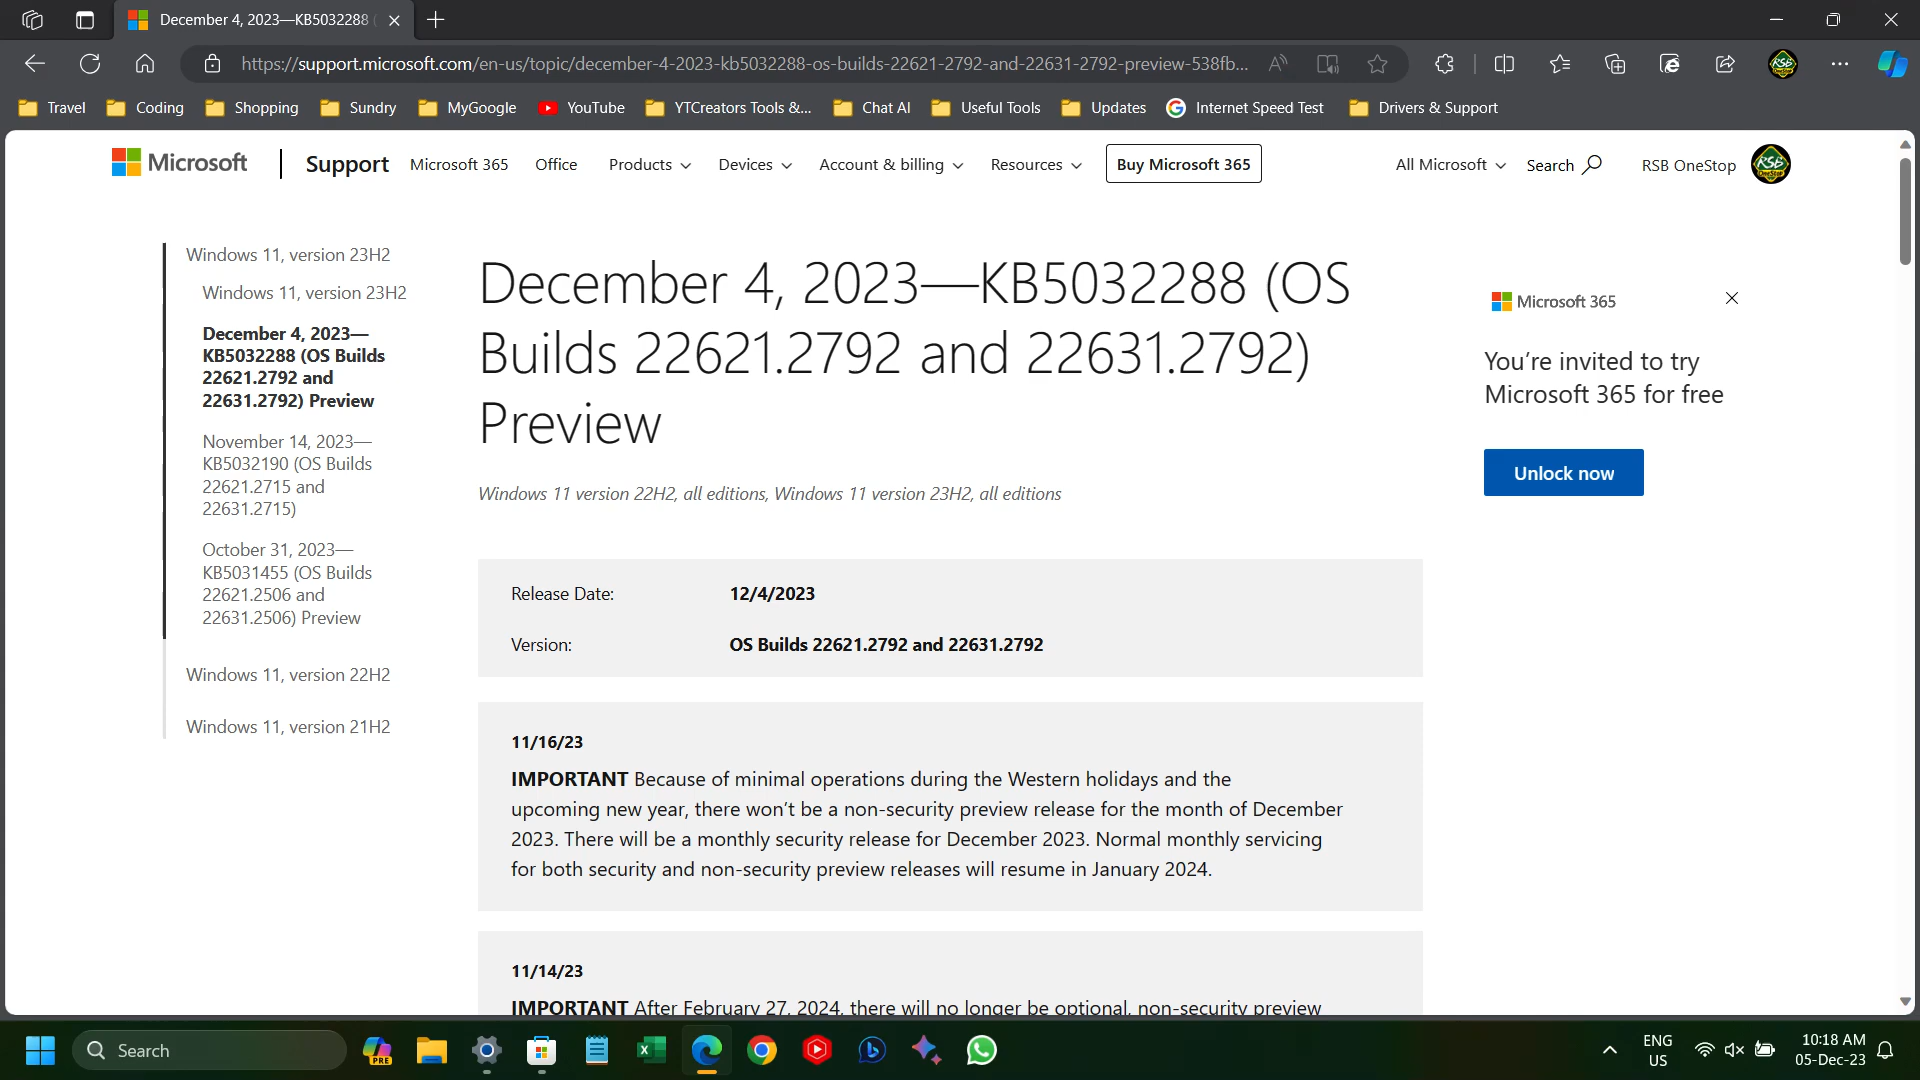 December 4, 2023—KB5032288 (
https://support.microsoft.com/en-us/topic/december-4-2023-kb5032288-os-builds-22621-2792-and-22631-2792-preview-538fb...
Travel Coding Shopping Sundry MyGoogle YouTube YTCreators Tools &... Chat AI Useful Tools Updates Internet Speed Test Drivers & Support
Microsoft Support Microsoft 365 Office Products Devices Account & billing Resources Buy Microsoft 365 All Microsoft Search RSB OneStop
Windows 11, version 23H2
Windows 11, version 23H2
December 4, 2023—
KB5032288 (OS Builds
22621.2792 and
22631.2792) Preview
November 14, 2023—
KB5032190 (OS Builds
22621.2715 and
22631.2715)
October 31, 2023—
KB5031455 (OS Builds
22621.2506 and
22631.2506) Preview
Windows 11, version 22H2
Windows 11, version 21H2
December 4, 2023—KB5032288 (OS
Builds 22621.2792 and 22631.2792)
Preview
Windows 11 version 22H2, all editions, Windows 11 version 23H2, all editions
Release Date: 12/4/2023
Version: OS Builds 22621.2792 and 22631.2792
11/16/23
IMPORTANT Because of minimal operations during the Western holidays and the
upcoming new year, there won't be a non-security preview release for the month of December
2023. There will be a monthly security release for December 2023. Normal monthly servicing
for both security and non-security preview releases will resume in January 2024.
11/14/23
IMPORTANT After February 27, 2024, there will no longer be optional, non-security preview
Microsoft 365
You're invited to try
Microsoft 365 for free
Unlock now
Search
PRE
ENG
US
10:18 AM
05-Dec-23